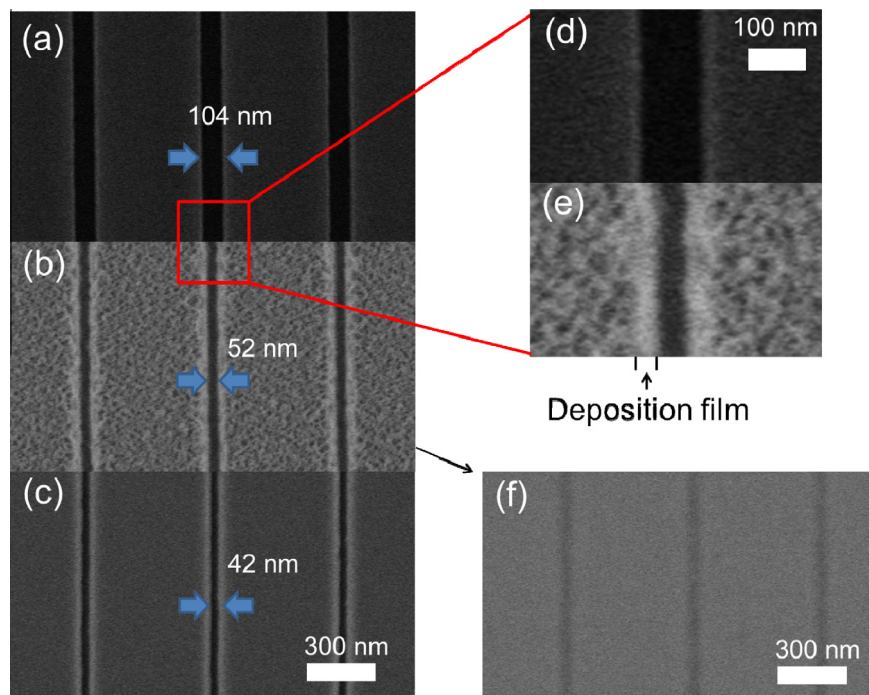 (a)
104 nm
(b)
52 nm
(c)
42 nm
300 nm
(d)
100 nm
(e)
Deposition film
(f)
300 nm